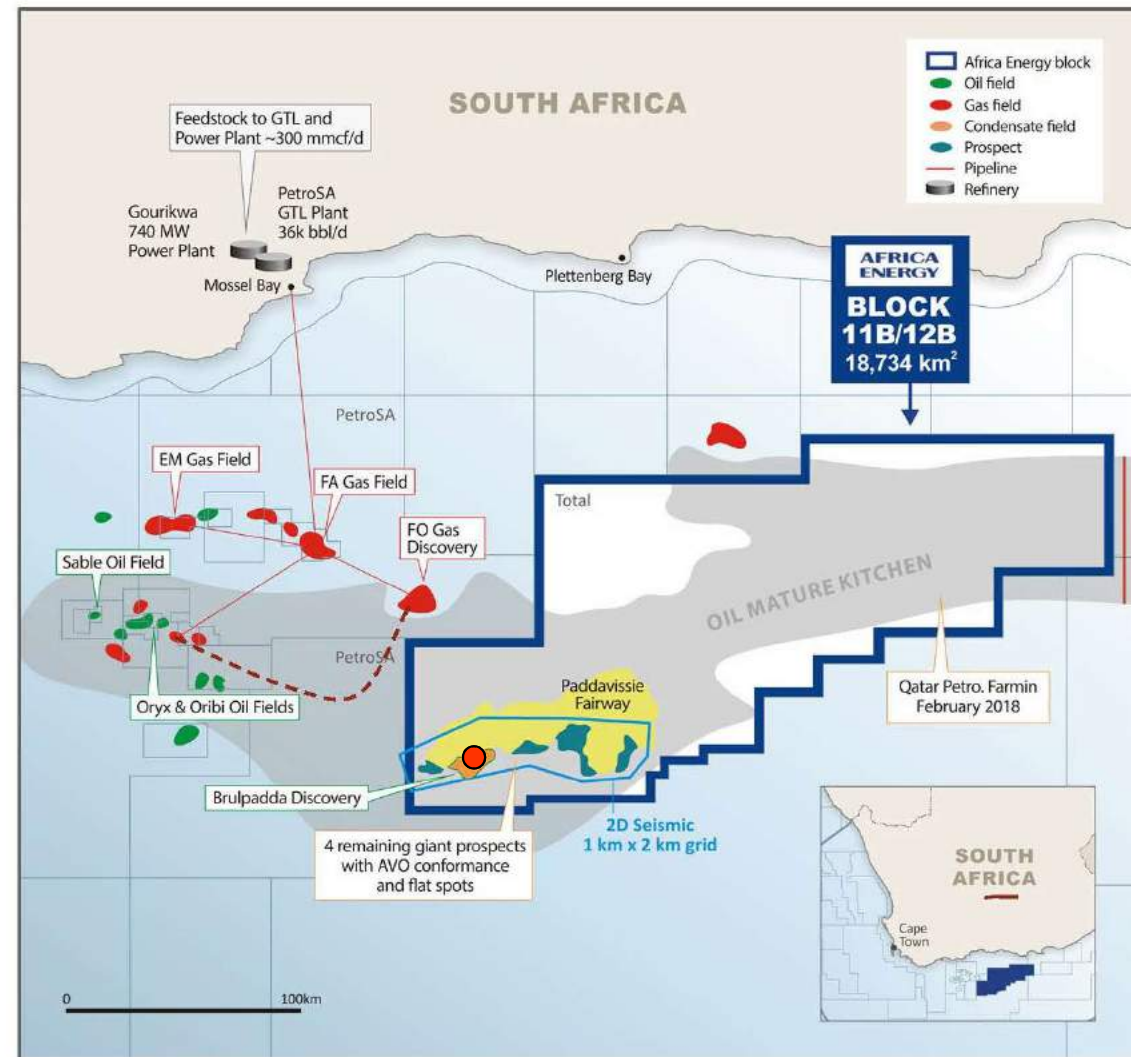 SOUTH AFRICA
Africa Energy block
Oil field
Gas field
Condensate field
Prospect
Pipeline
Refinery
Feedstock to GTL and
Power Plant ~300 mmcf/d
Gourikwa
740 MW
Power Plant
PetroSA
GTL Plant
36k bbl/d
Mossel Bay
Plettenberg Bay
AFRICA
ENERGY
BLOCK
11B/12B
18,734 km²
PetroSA
EM Gas Field
FA Gas Field
FO Gas
Discovery
Total
Sable Oil Field
OIL MATURE KITCHEN
PetroSA
Oryx & Oribi Oil Fields
Paddavissie
Fairway
Qatar Petro. Farmin
February 2018
Brulpadda Discovery
4 remaining giant prospects
with AVO conformance
and flat spots
2D Seismic
1 km x 2 km grid
SOUTH
AFRICA
Cape
Town
0
100km